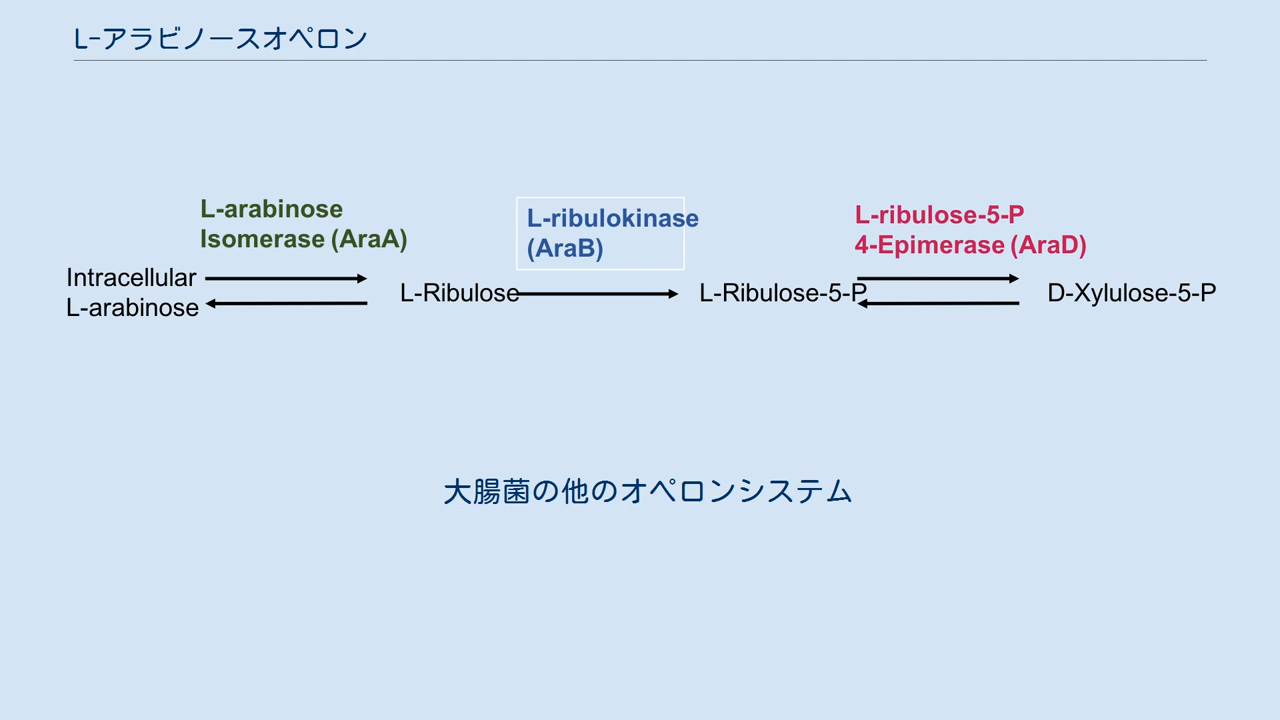 L-アラビノースオペロン
L-arabinose
Isomerase (AraA)
L-ribulokinase
(AraB)
L-ribulose-5-P
4-Epimerase (AraD)
Intracellular
L-arabinose
L-Ribulose
L-Ribulose-5-P
D-Xylulose-5-P
大腸菌の他のオペロンシステム